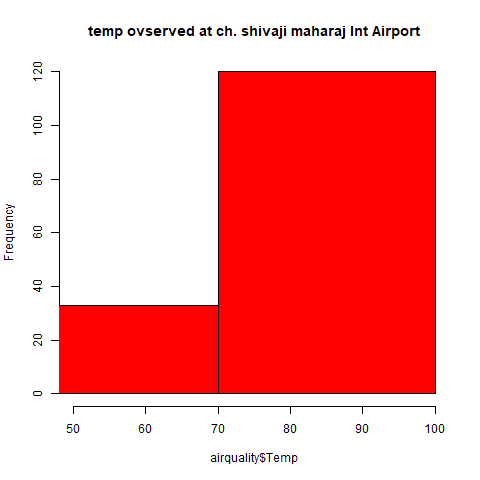 temp ovserved at ch. shivaji maharaj Int Airport
Frequency
120
100
80
60
40
20
0
50 60 70 80 90 100
airquality$Temp